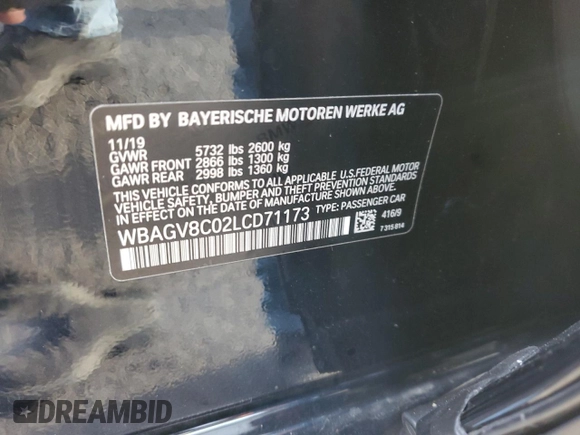 MFD BY BAYERISCHE MOTOREN WERKE AG
11/19
GVWR 5732 lbs 2600 kg
GAWR FRONT 2866 lbs 1300 kg
GAWR REAR 2998 lbs 1360 kg
THIS VEHICLE CONFORMS TO ALL APPLICABLE U.S.FEDERAL MOTOR
VEHICLE SAFETY, BUMPER AND THEFT PREVENTION STANDARDS
IN EFFECT ON THE DATE OF MANUFACTURE SHOWN ABOVE.
WBAGV8C02LCD71173 TYPE: PASSENGER CAR
416/9
7 315 814
DREAMBID